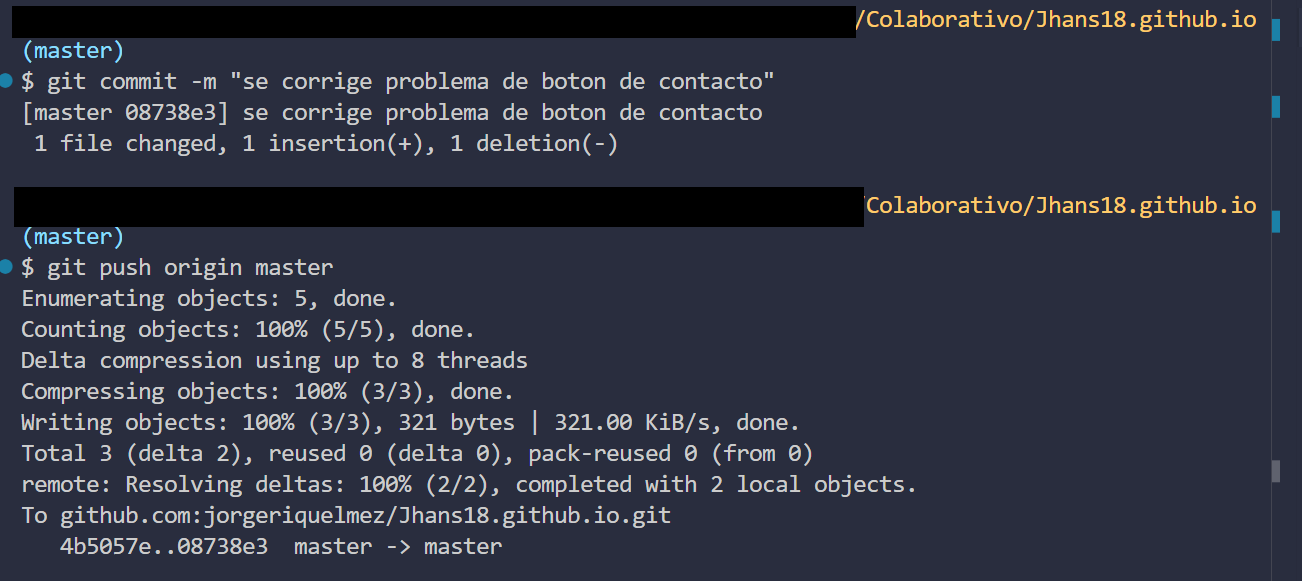 /Colaborativo/Jhans18.github.io
(master)
$ git commit -m "se corrige problema de boton de contacto"
[master 08738e3] se corrige problema de boton de contacto
 1 file changed, 1 insertion(+), 1 deletion(-)
/Colaborativo/Jhans18.github.io
(master)
$ git push origin master
Enumerating objects: 5, done.
Counting objects: 100% (5/5), done.
Delta compression using up to 8 threads
Compressing objects: 100% (3/3), done.
Writing objects: 100% (3/3), 321 bytes | 321.00 KiB/s, done.
Total 3 (delta 2), reused 0 (delta 0), pack-reused 0 (from 0)
remote: Resolving deltas: 100% (2/2), completed with 2 local objects.
To github.com:jorgeriquelmez/Jhans18.github.io.git
   4b5057e..08738e3  master -> master